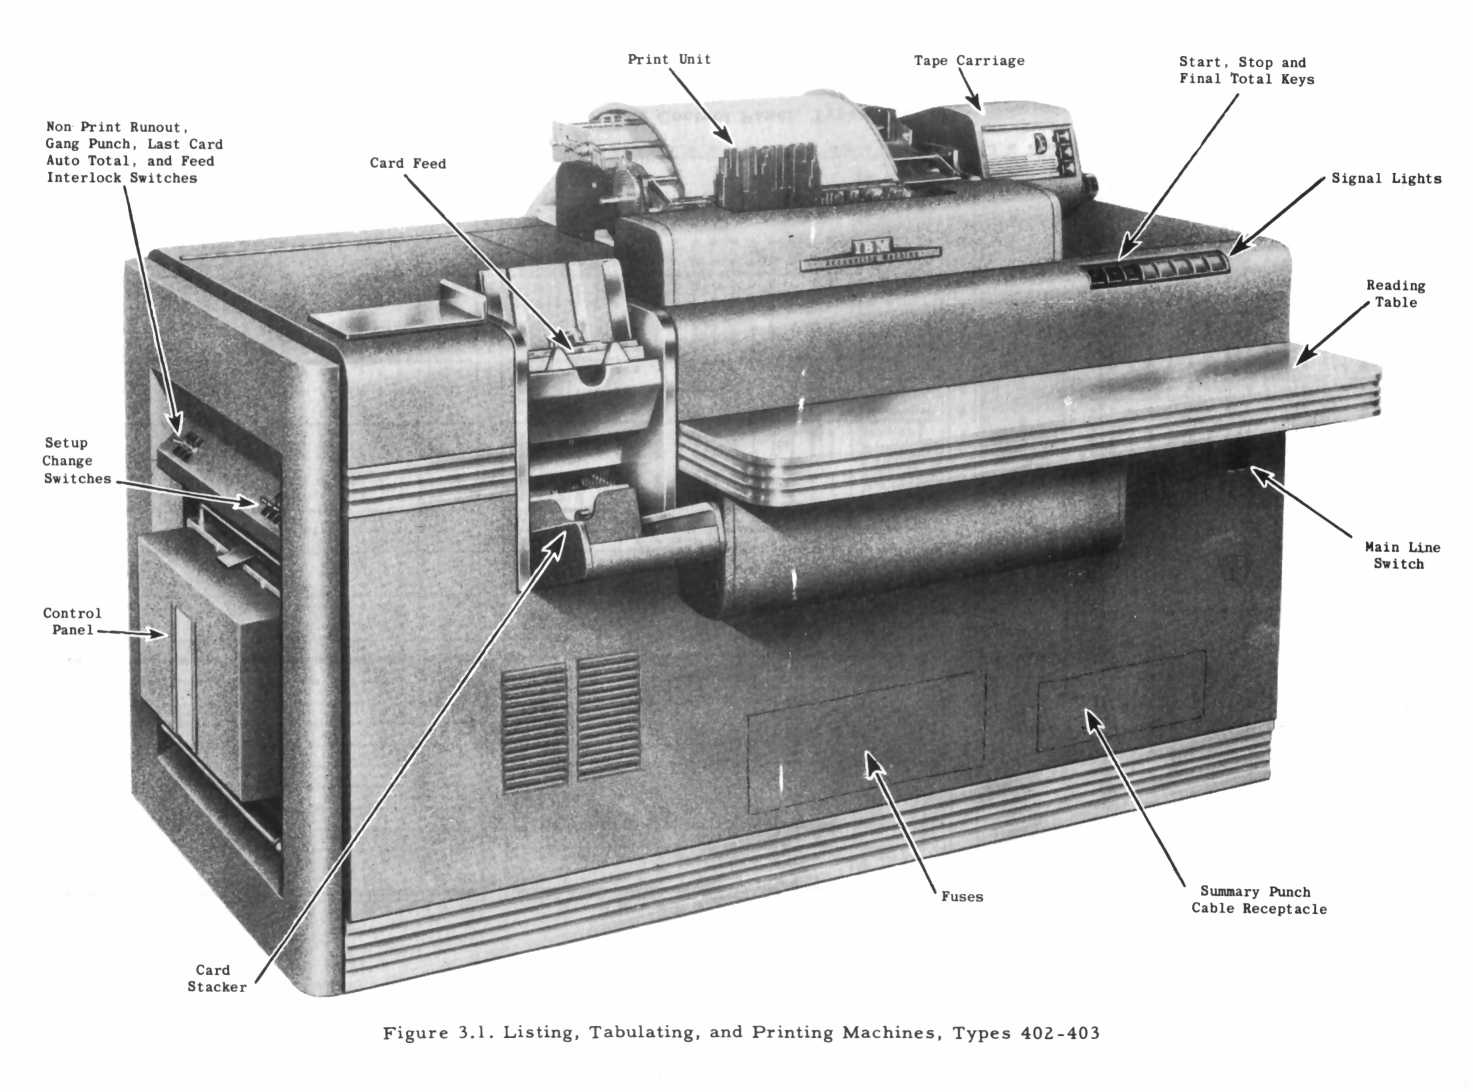 Print Unit
Tape Carriage
Start, Stop and
Final Total Keys
Non Print Runout,
Gang Punch, Last Card
Auto Total, and Feed
Interlock Switches
Card Feed
Signal Lights
IBM
Accounting Machine
Reading
Table
Setup
Change
Switches
Main Line
Switch
Control
Panel
Fuses
Summary Punch
Cable Receptacle
Card
Stacker
Figure 3.1. Listing, Tabulating, and Printing Machines, Types 402-403